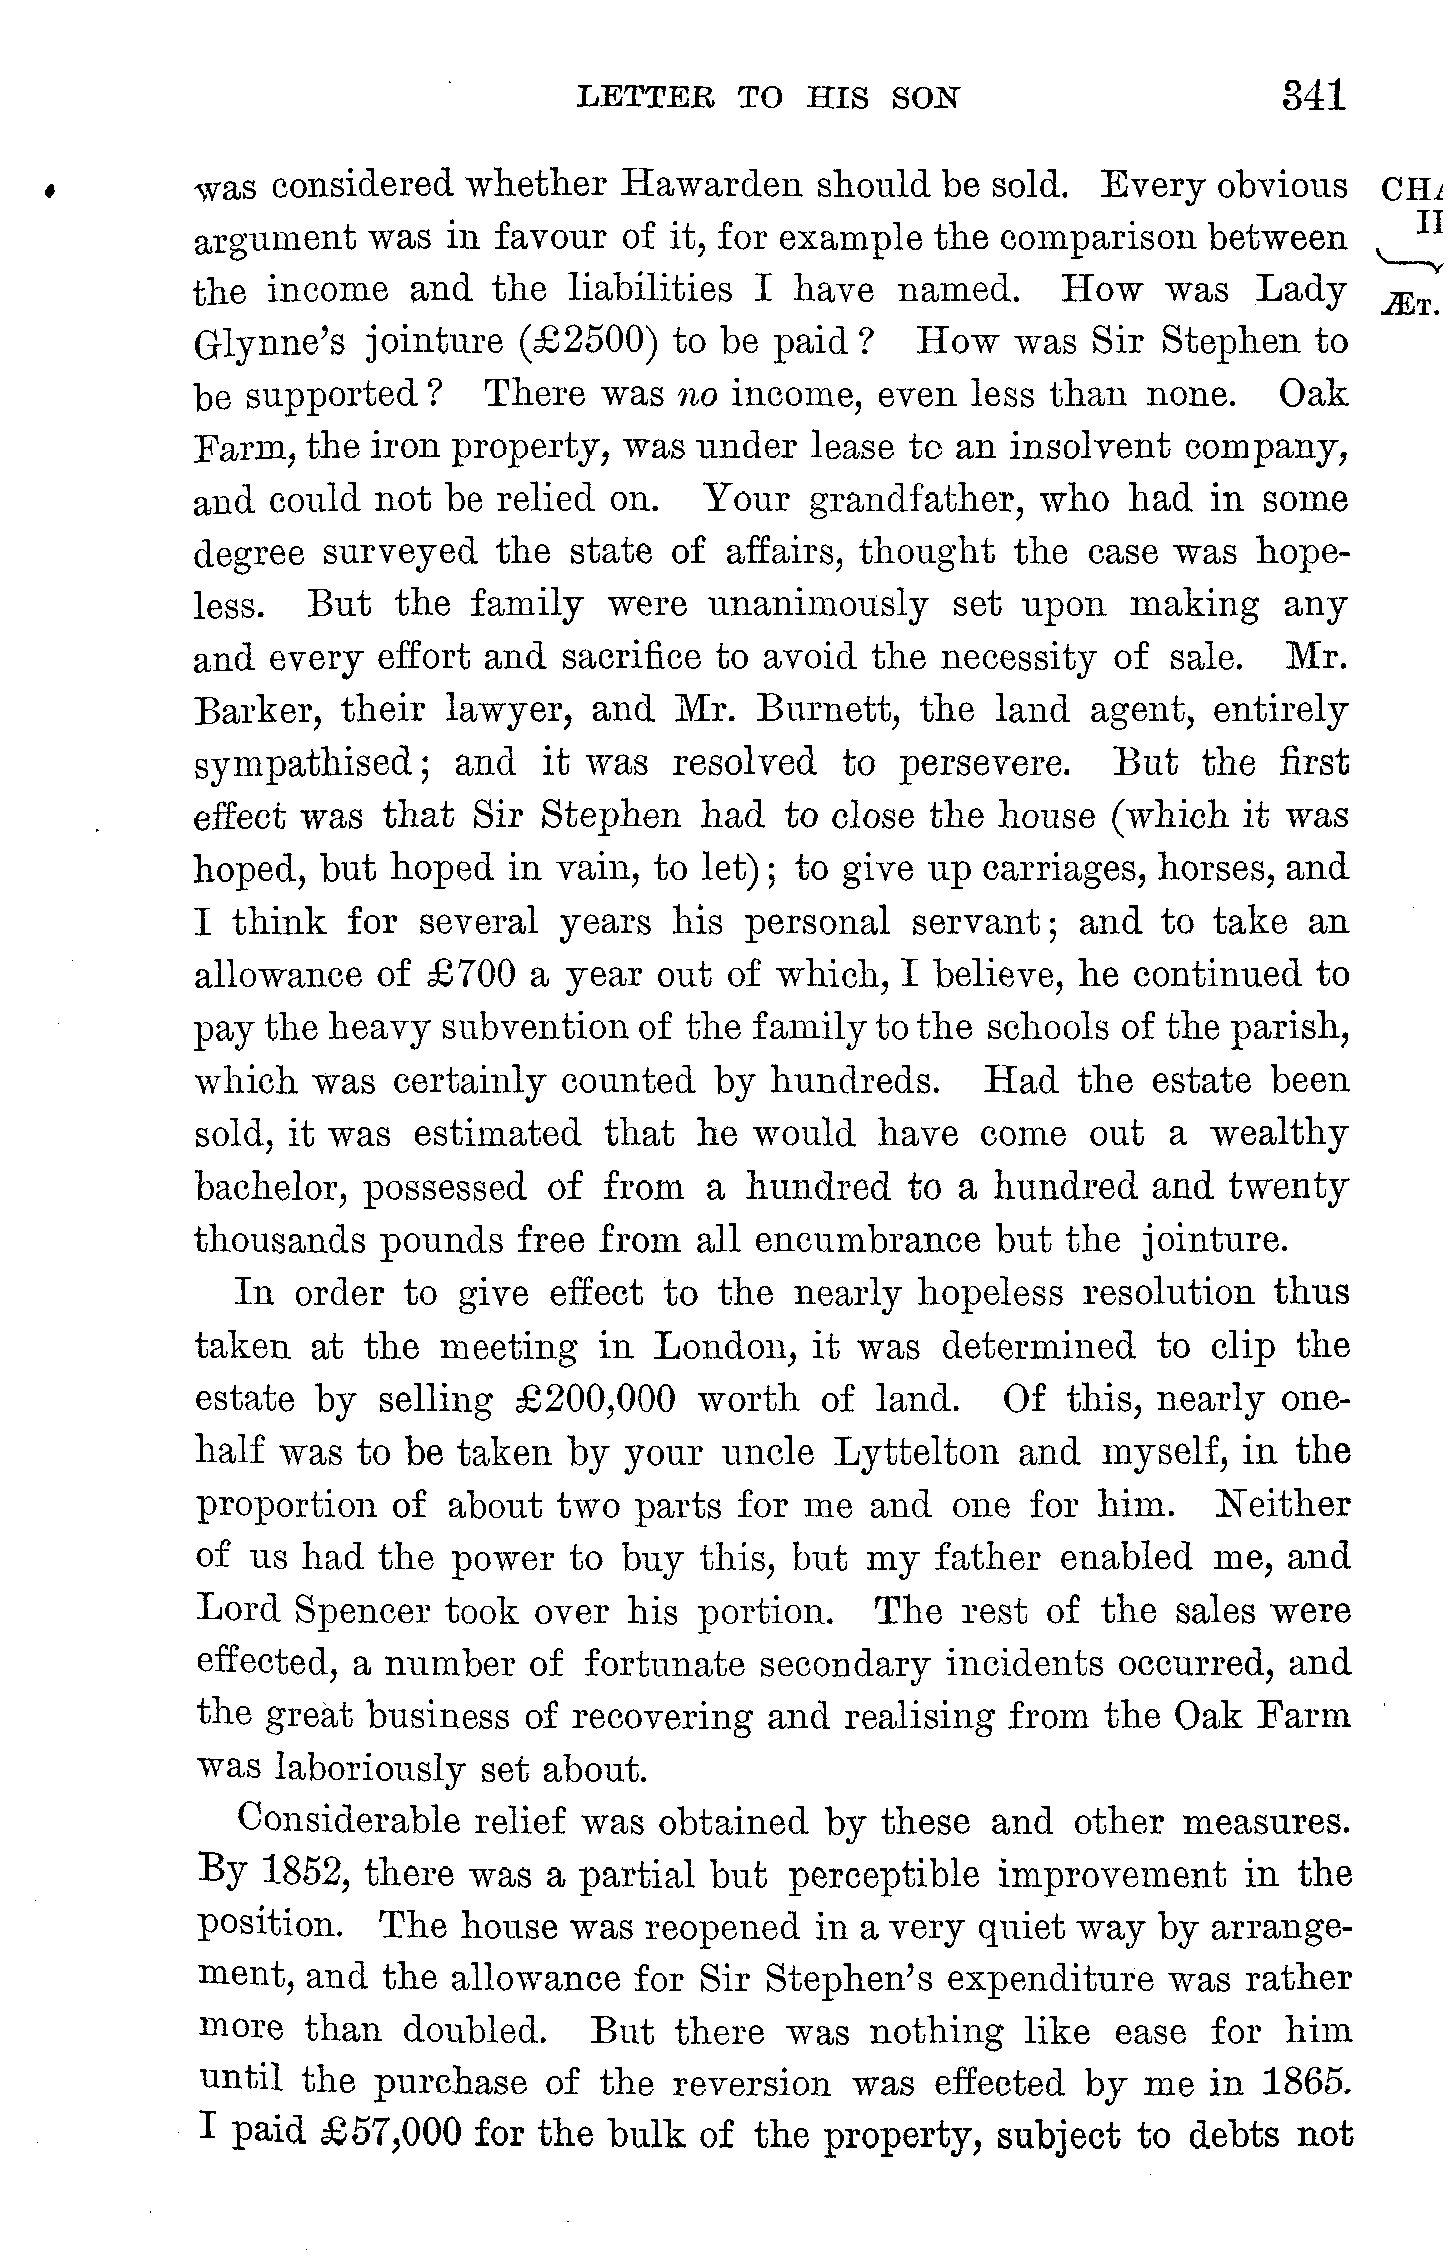 LETTER TO HIS SON 341
was considered whether Hawarden should be sold. Every obvious
argument was in favour of it, for example the comparison between
the income and the liabilities I have named. How was Lady
Glynne's jointure (£2500) to be paid? How was Sir Stephen to
be supported? There was no income, even less than none. Oak
Farm, the iron property, was under lease to an insolvent company,
and could not be relied on. Your grandfather, who had in some
degree surveyed the state of affairs, thought the case was hope-
less. But the family were unanimously set upon making any
and every effort and sacrifice to avoid the necessity of sale. Mr.
Barker, their lawyer, and Mr. Burnett, the land agent, entirely
sympathised; and it was resolved to persevere. But the first
effect was that Sir Stephen had to close the house (which it was
hoped, but hoped in vain, to let); to give up carriages, horses, and
I think for several years his personal servant; and to take an
allowance of £700 a year out of which, I believe, he continued to
pay the heavy subvention of the family to the schools of the parish,
which was certainly counted by hundreds. Had the estate been
sold, it was estimated that he would have come out a wealthy
bachelor, possessed of from a hundred to a hundred and twenty
thousands pounds free from all encumbrance but the jointure.
In order to give effect to the nearly hopeless resolution thus
taken at the meeting in London, it was determined to clip the
estate by selling £200,000 worth of land. Of this, nearly one-
half was to be taken by your uncle Lyttelton and myself, in the
proportion of about two parts for me and one for him. Neither
of us had the power to buy this, but my father enabled me, and
Lord Spencer took over his portion. The rest of the sales were
effected, a number of fortunate secondary incidents occurred, and
the great business of recovering and realising from the Oak Farm
was laboriously set about.
Considerable relief was obtained by these and other measures.
By 1852, there was a partial but perceptible improvement in the
position. The house was reopened in a very quiet way by arrange-
ment, and the allowance for Sir Stephen's expenditure was rather
more than doubled. But there was nothing like ease for him
until the purchase of the reversion was effected by me in 1865.
I paid £57,000 for the bulk of the property, subject to debts not
ÆT.